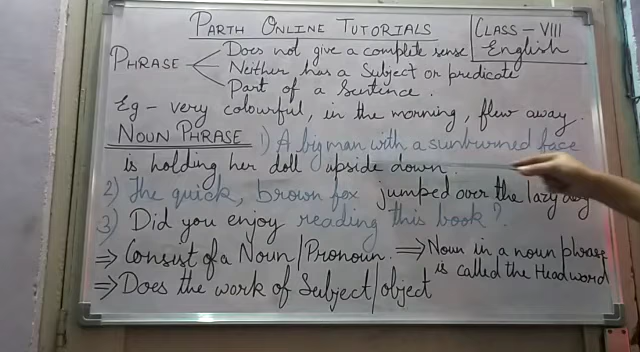 PARTH ONLINE TUTORIALS
CLASS - VIII
English
PHRASE
Does not give a complete sense
Neither has a Subject or predicate
Part of a Sentence.
Eg - very colourful, in the morning, flew away.
NOUN PHRASE 1) A big man with a sunburned face
is holding her doll upside down.
2) The quick, brown fox jumped over the lazy dog
3) Did you enjoy reading this book?
⇒ Consist of a Noun/Pronoun. ⇒ Noun in a noun phrase
is called the Headword
⇒ Does the work of Subject/object